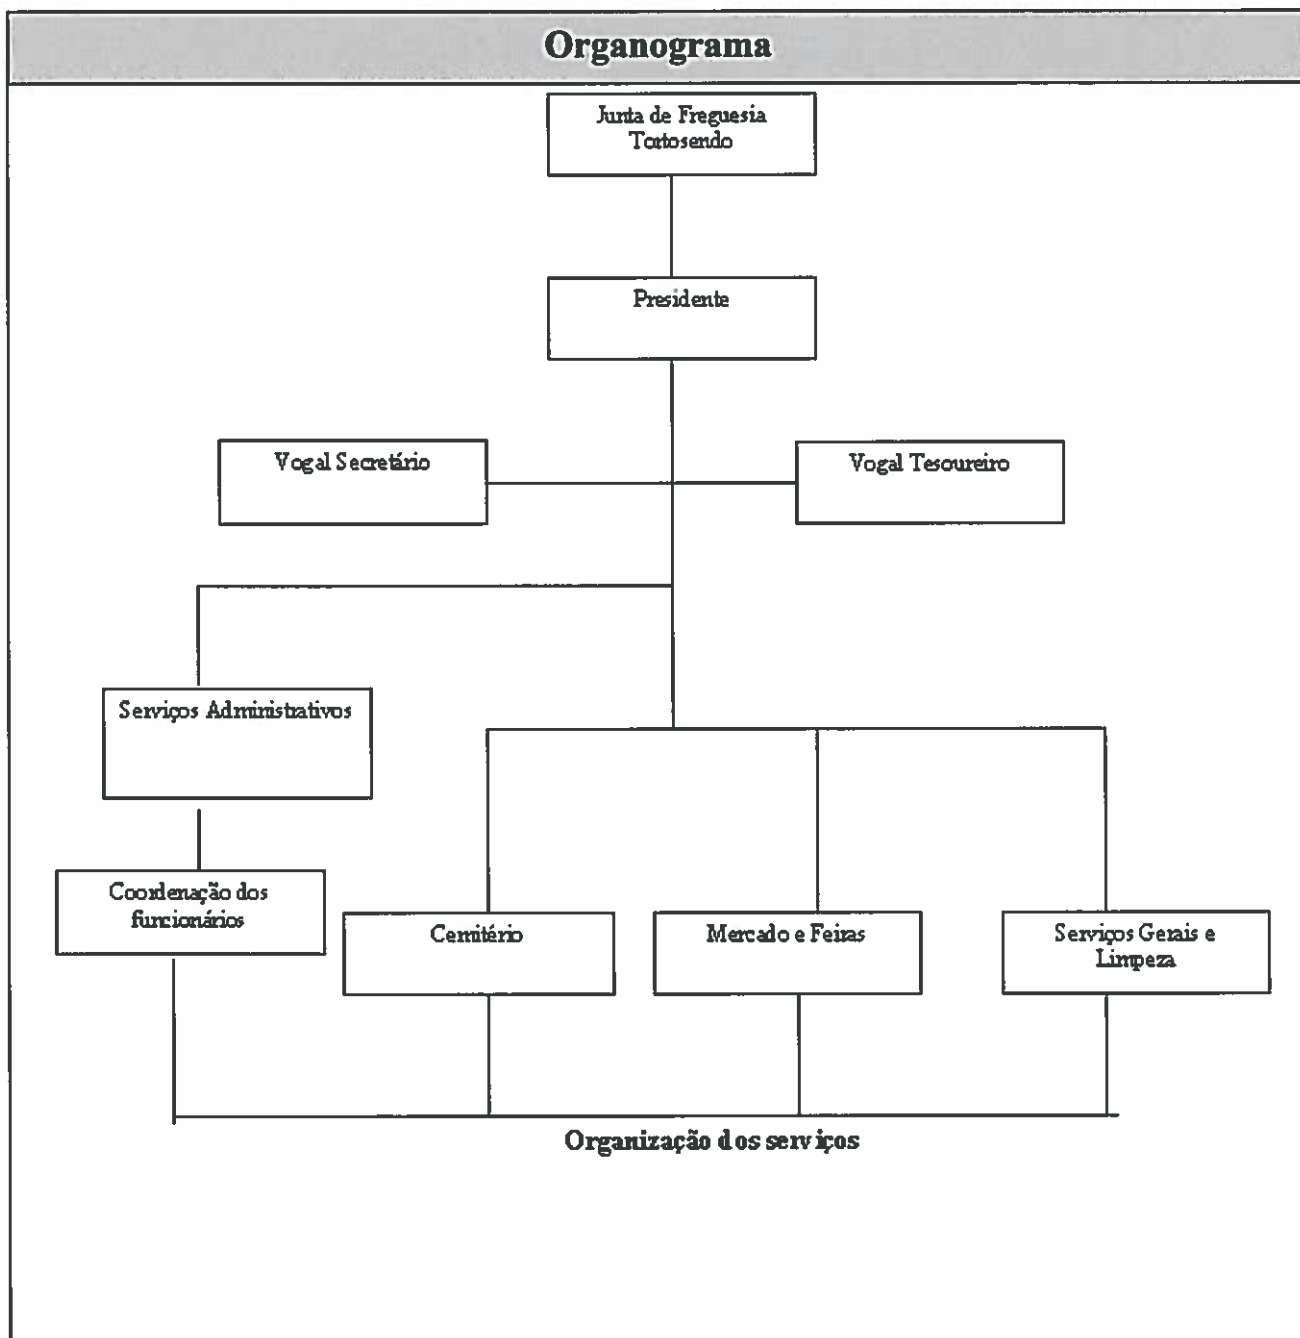 Organograma
Junta de Freguesia
Tortosendo
Presidente
Vogal Secretário
Vogal Tesoureiro
Serviços Administrativos
Coordenação dos
funcionários
Cemitério
Mercado e Feiras
Serviços Gerais e
Limpeza
Organização dos serviços